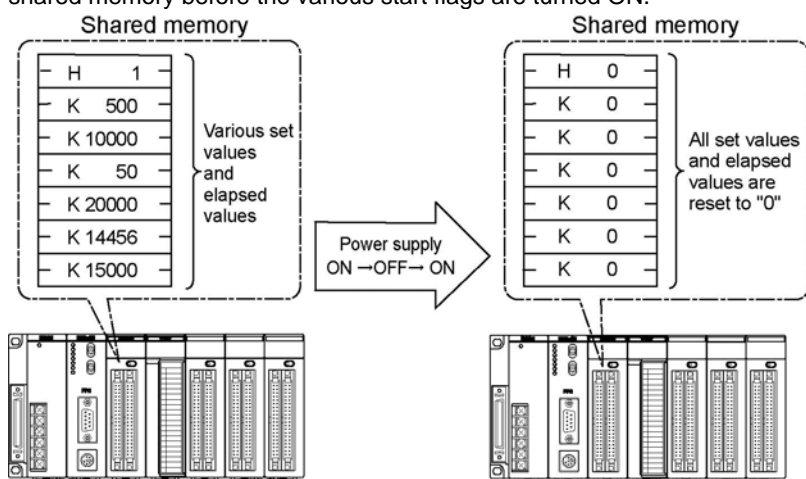 shared memory before the various start flags are turned ON.
Shared memory
H 1
K 500
K 10000
K 50
K 20000
K 14456
K 15000
Various set
values
and
elapsed
values
Power supply
ON →OFF→ ON
Shared memory
H 0
K 0
K 0
K 0
K 0
K 0
K 0
All set values
and elapsed
values are
reset to "0"